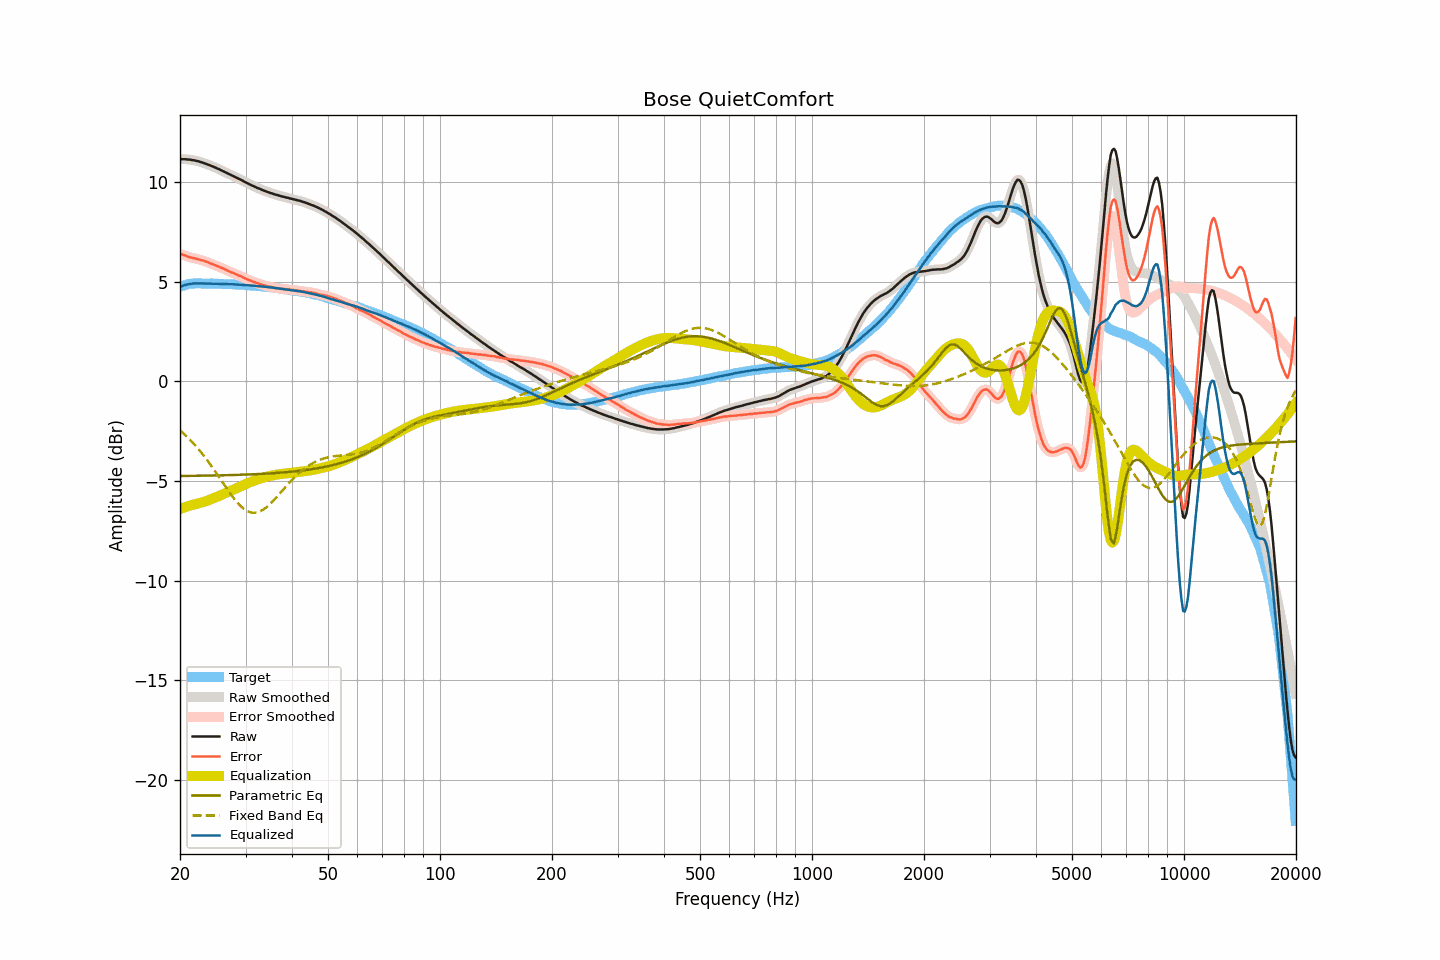 Bose QuietComfort
Amplitude (dBr)
10
5
0
−5
−10
−15
−20
Target
Raw Smoothed
Error Smoothed
Raw
Error
Equalization
Parametric Eq
Fixed Band Eq
Equalized
20 50 100 200 500 1000 2000 5000 10000 20000
Frequency (Hz)